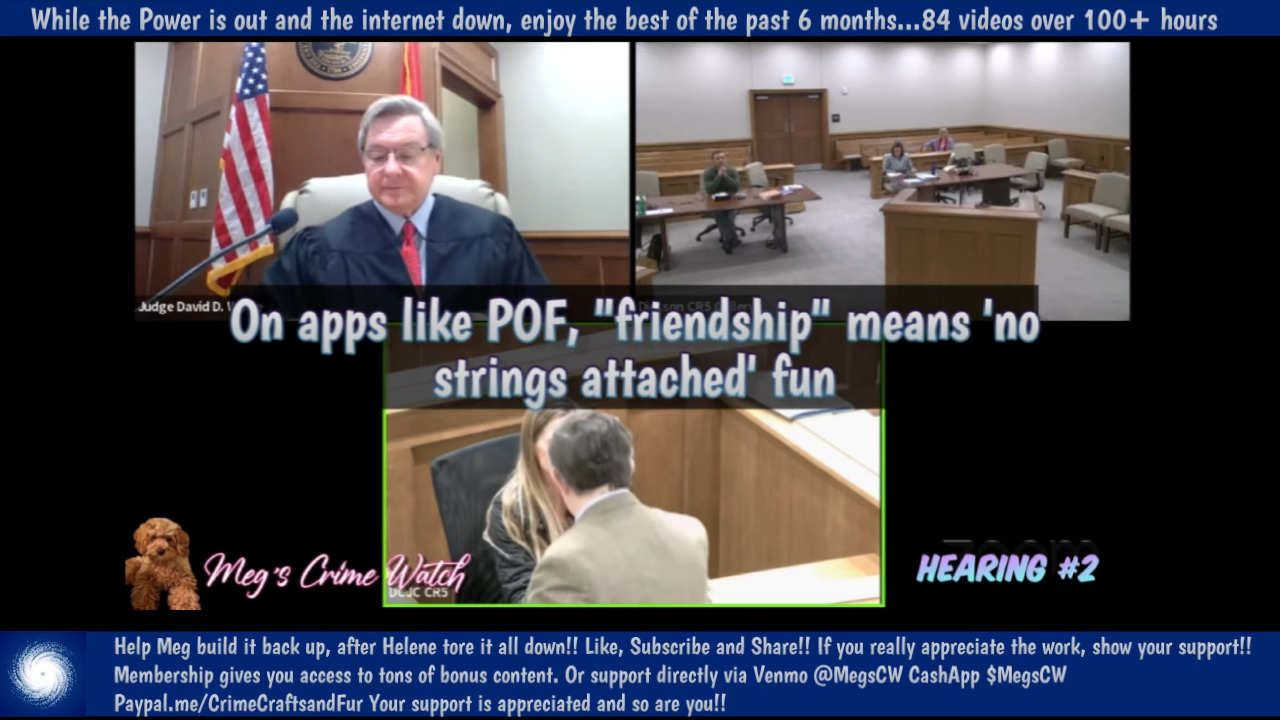 While the Power is out and the internet down, enjoy the best of the past 6 months...84 videos over 100+ hours
Judge David D.
On apps like POF, "friendship" means 'no
strings attached' fun
Meg's Crime Watch
HEARING #2
DCJC CR5
Help Meg build it back up, after Helene tore it all down!! Like, Subscribe and Share!! If you really appreciate the work, show your support!!
Membership gives you access to tons of bonus content. Or support directly via Venmo @MegsCW CashApp $MegsCW
Paypal.me/CrimeCraftsandFur Your support is appreciated and so are you!!